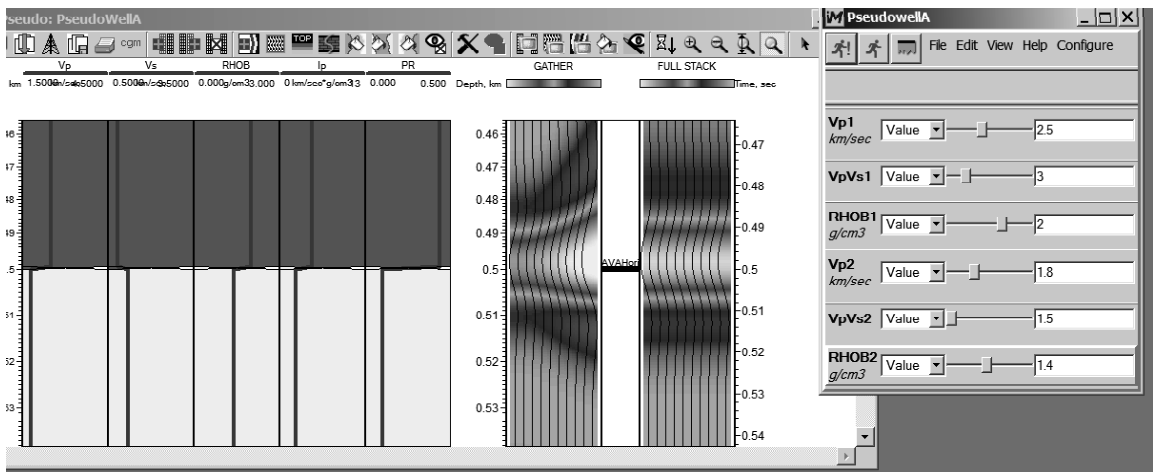 Pseudo: PseudoWellA
cgm TOP
Vp Vs RHOB Ip PR GATHER FULL STACK
km 0.000 0.500 Depth, km Time, sec
0.46
0.47
0.48
0.49
0.5
0.51
0.52
0.53
AVAHori
0.47
0.48
0.49
0.5
0.51
0.52
0.53
0.54
PseudowellA
File Edit View Help Configure
Vp1 Value 2.5
km/sec
VpVs1 Value 3
RHOB1 Value 2
g/cm3
Vp2 Value 1.8
km/sec
VpVs2 Value 1.5
RHOB2 Value 1.4
g/cm3